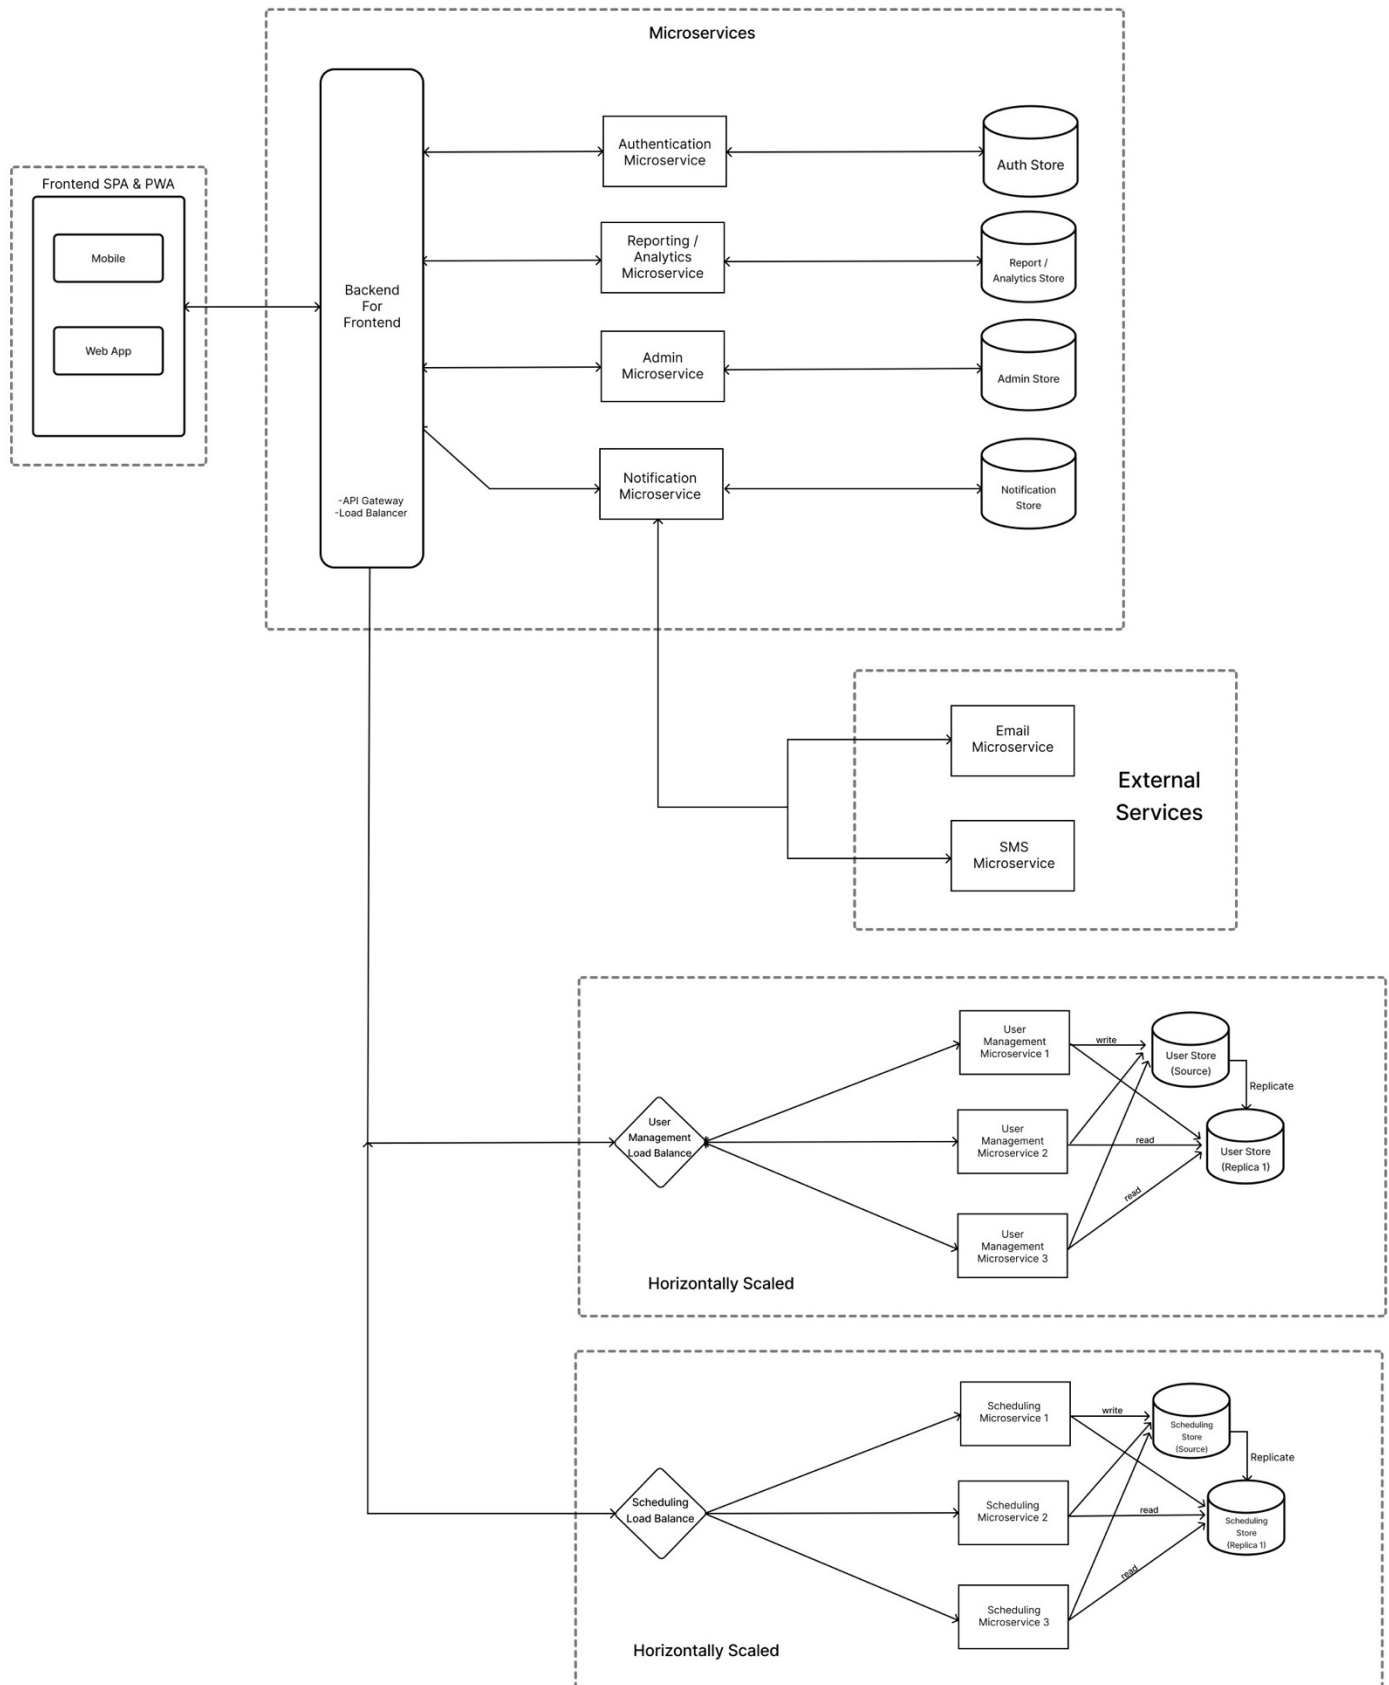 Microservices
Frontend SPA & PWA
Mobile
Web App
Backend
For
Frontend
-API Gateway
-Load Balancer
Authentication
Microservice
Auth Store
Reporting /
Analytics
Microservice
Report /
Analytics Store
Admin
Microservice
Admin Store
Notification
Microservice
Notification
Store
Email
Microservice
SMS
Microservice
External
Services
User
Management
Load Balance
User
Management
Microservice 1
User
Management
Microservice 2
User
Management
Microservice 3
write
read
read
User Store
(Source)
Replicate
User Store
(Replica 1)
Horizontally Scaled
Scheduling
Load Balance
Scheduling
Microservice 1
Scheduling
Microservice 2
Scheduling
Microservice 3
write
read
read
Scheduling
Store
(Source)
Replicate
Scheduling
Store
(Replica 1)
Horizontally Scaled